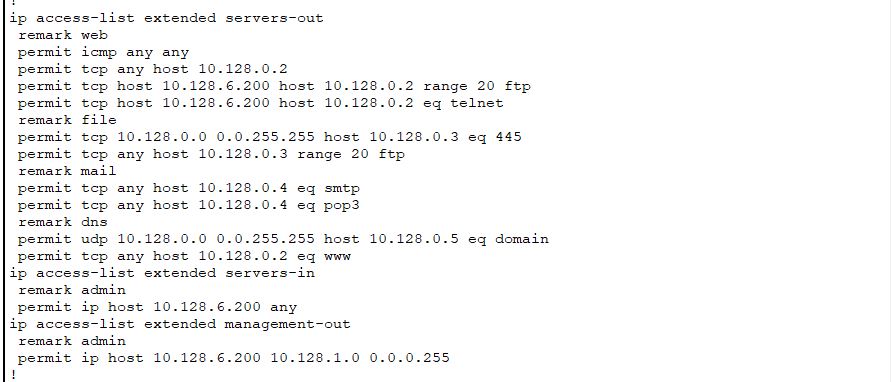 !
ip access-list extended servers-out
 remark web
 permit icmp any any
 permit tcp any host 10.128.0.2
 permit tcp host 10.128.6.200 host 10.128.0.2 range 20 ftp
 permit tcp host 10.128.6.200 host 10.128.0.2 eq telnet
 remark file
 permit tcp 10.128.0.0 0.0.255.255 host 10.128.0.3 eq 445
 permit tcp any host 10.128.0.3 range 20 ftp
 remark mail
 permit tcp any host 10.128.0.4 eq smtp
 permit tcp any host 10.128.0.4 eq pop3
 remark dns
 permit udp 10.128.0.0 0.0.255.255 host 10.128.0.5 eq domain
 permit tcp any host 10.128.0.2 eq www
ip access-list extended servers-in
 remark admin
 permit ip host 10.128.6.200 any
ip access-list extended management-out
 remark admin
 permit ip host 10.128.6.200 10.128.1.0 0.0.0.255
!